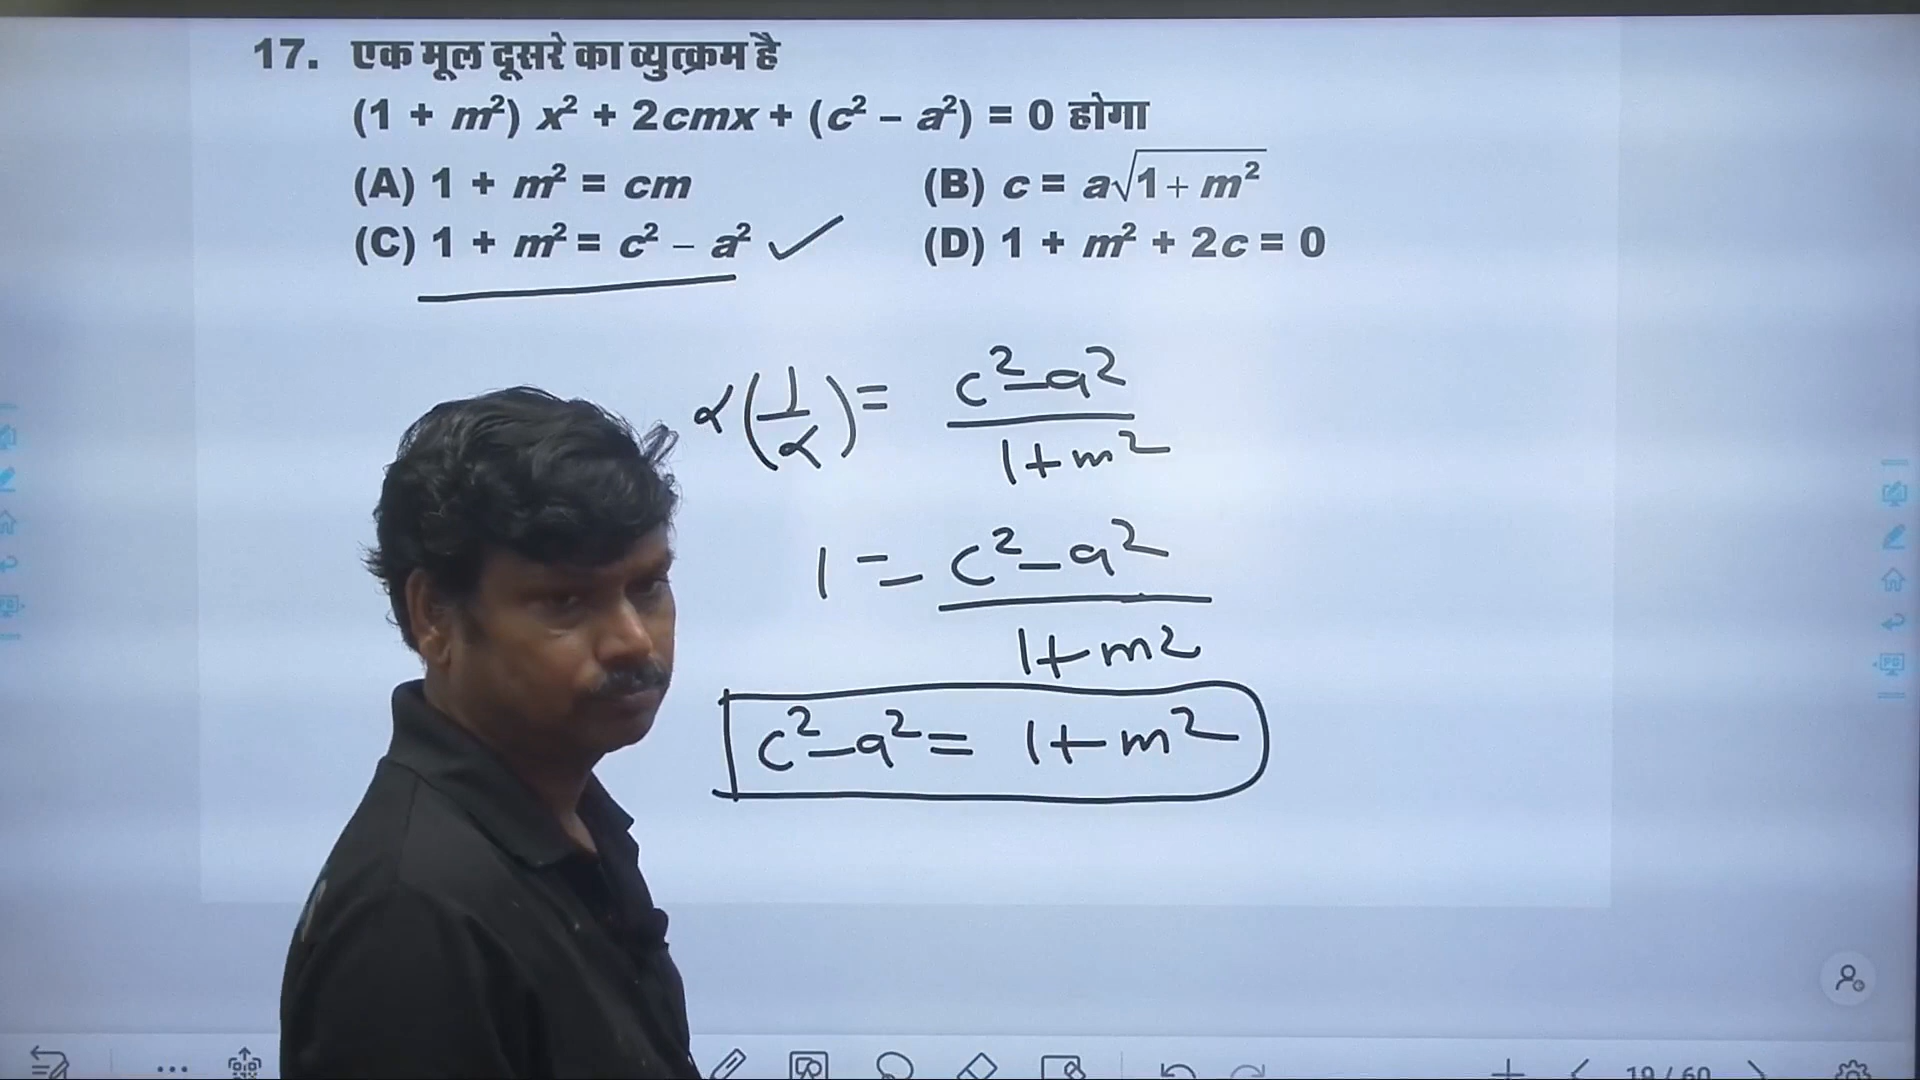 17. एक मूल दूसरे का व्युत्क्रम है
(1 + m²) x² + 2cmx + (c² – a²) = 0 होगा
(A) 1 + m² = cm (B) c = a√1+ m²
(C) 1 + m² = c² – a² ✓ (D) 1 + m² + 2c = 0
α(1/α) = c²–a² / 1+m²
1 = c²–a² / 1+m2
c²–a² = 1+m²
19 / 60